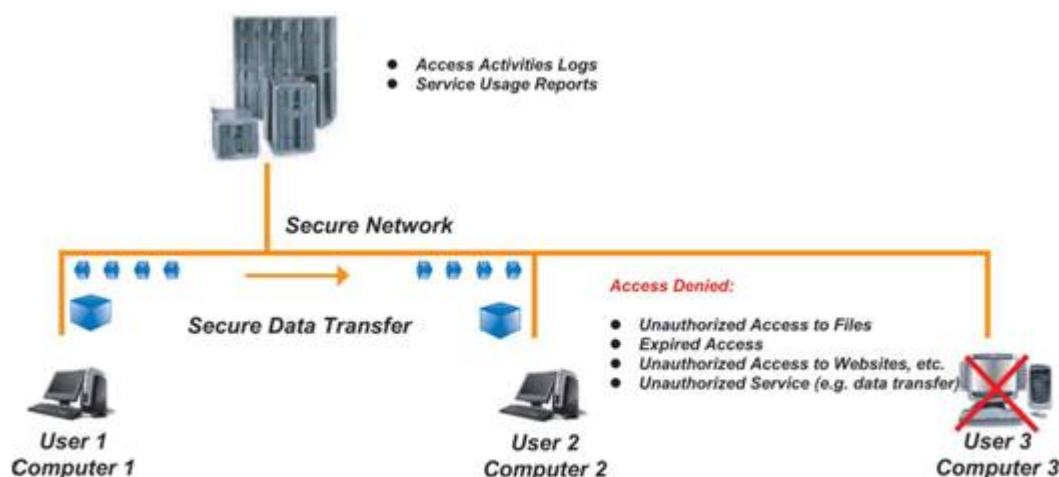 Access Activities Logs
Service Usage Reports
Secure Network
Access Denied:
Secure Data Transfer
Unauthorized Access to Files
Expired Access
Unauthorized Access to Websites, etc.
Unauthorized Service (e.g. data transfer)
User 1
Computer 1
User 2
Computer 2
User 3
Computer 3